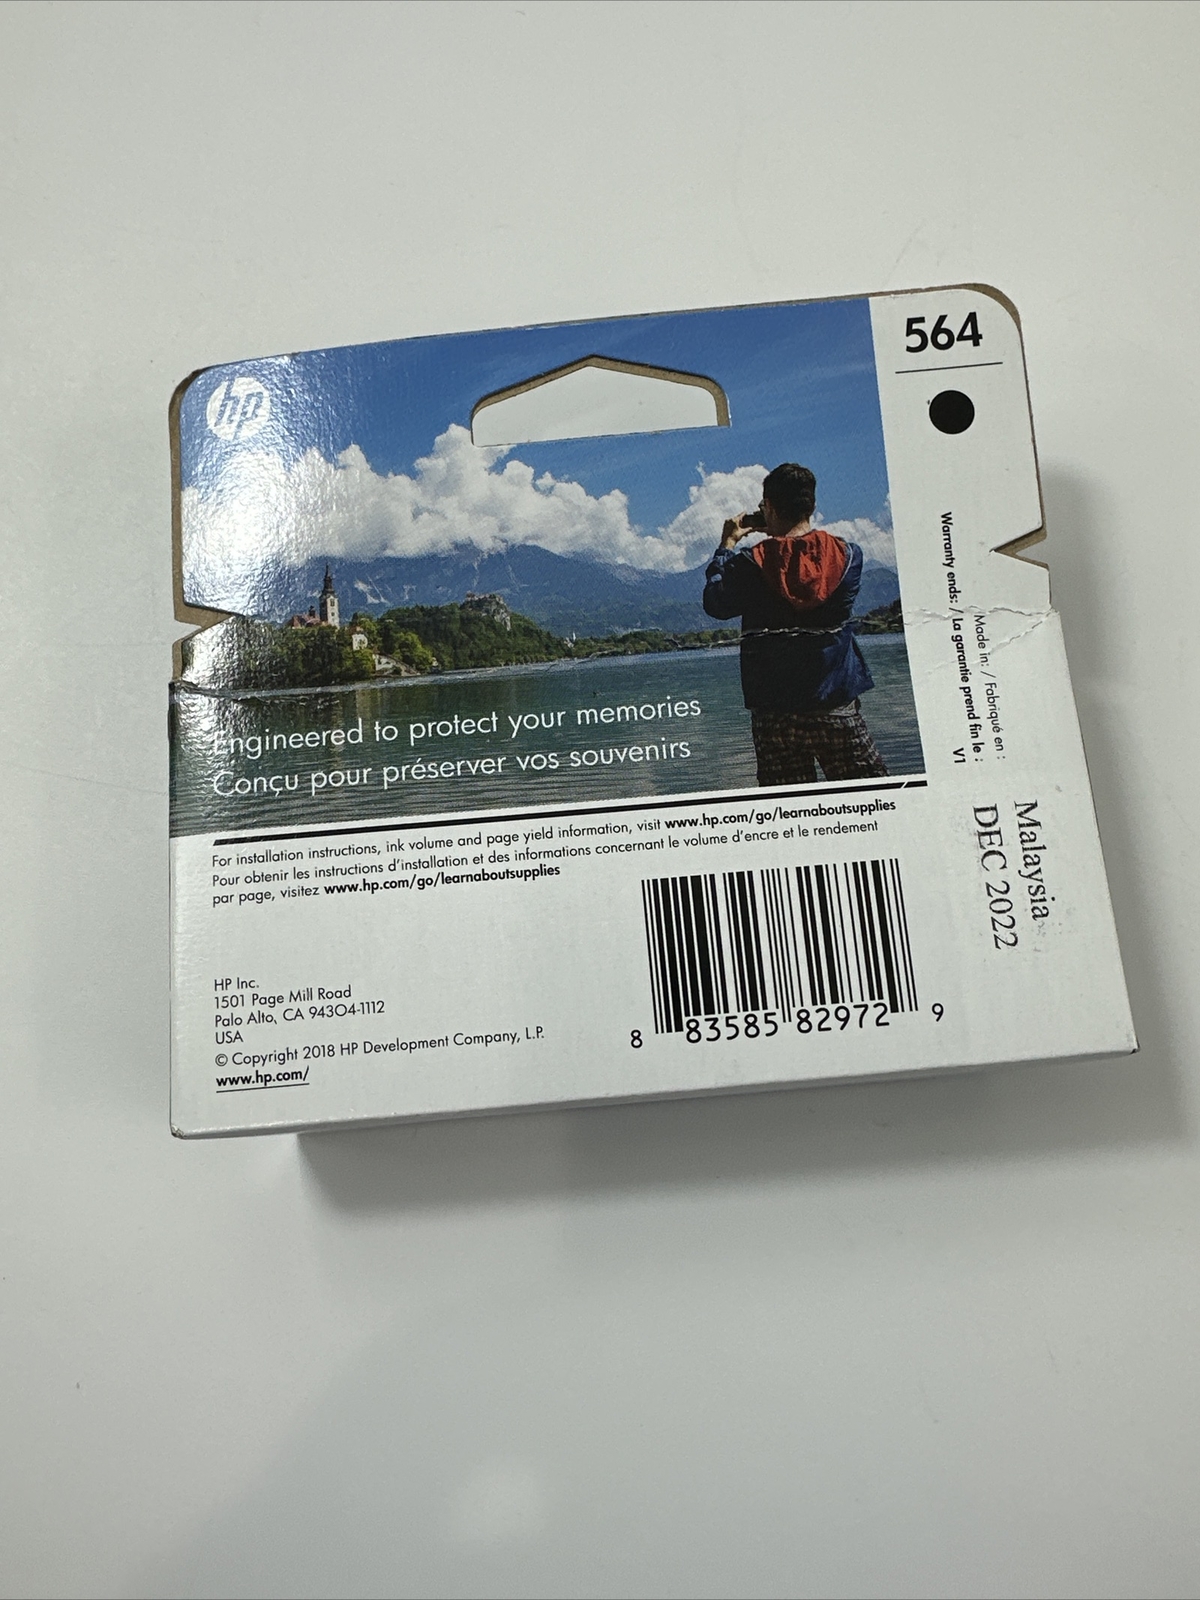 hp
564
Engineered to protect your memories
Conçu pour préserver vos souvenirs
For installation instructions, ink volume and page yield information, visit www.hp.com/go/learnaboutsupplies
Pour obtenir les instructions d'installation et des informations concernant le volume d'encre et le rendement
par page, visitez www.hp.com/go/learnaboutsupplies
HP Inc.
1501 Page Mill Road
Palo Alto, CA 94304-1112
USA
© Copyright 2018 HP Development Company, L.P.
www.hp.com/
8 83585 82972 9
Made in: / Fabriqué en :
Malaysia
Warranty ends: / La garantie prend fin le :
DEC 2022
V1